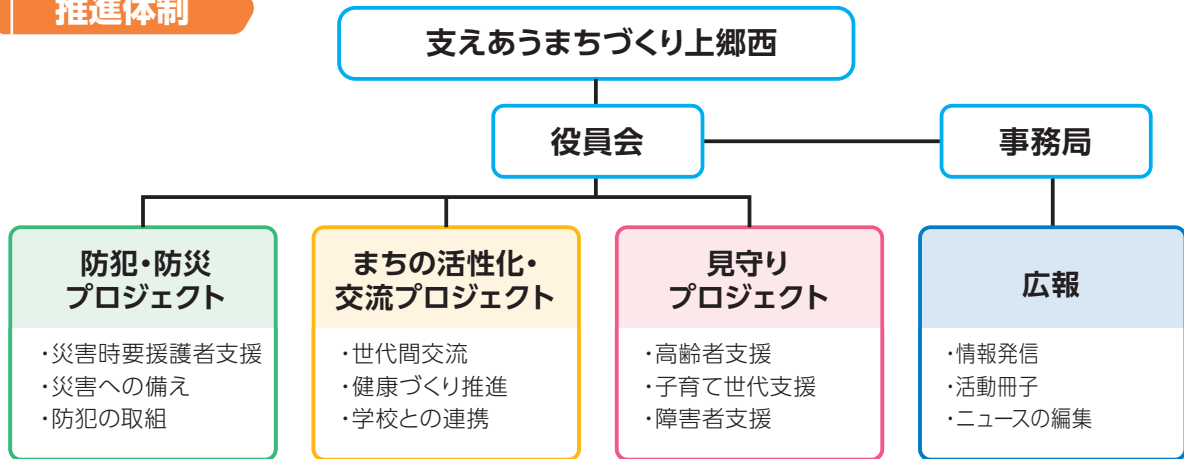 推進体制
支えあうまちづくり上郷西
役員会
事務局
防犯・防災
プロジェクト
・災害時要援護者支援
・災害への備え
・防犯の取組
まちの活性化・
交流プロジェクト
・世代間交流
・健康づくり推進
・学校との連携
見守り
プロジェクト
・高齢者支援
・子育て世代支援
・障害者支援
広報
・情報発信
・活動冊子
・ニュースの編集